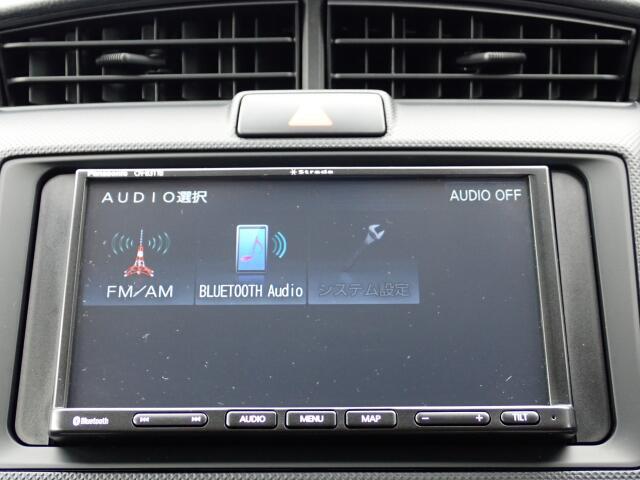 Panasonic
Strada
AUDIO選択
AUDIO OFF
FM/AM
BLUETOOTH Audio
システム設定
Bluetooth
AUDIO
MENU
MAP
− +
TILT